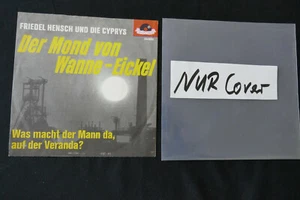 FRIEDEL HENSCH UND DIE CYPRYS
Der Mond von
Wanne-Eickel
Was macht der Mann da,
auf der Veranda?
NUR Cover